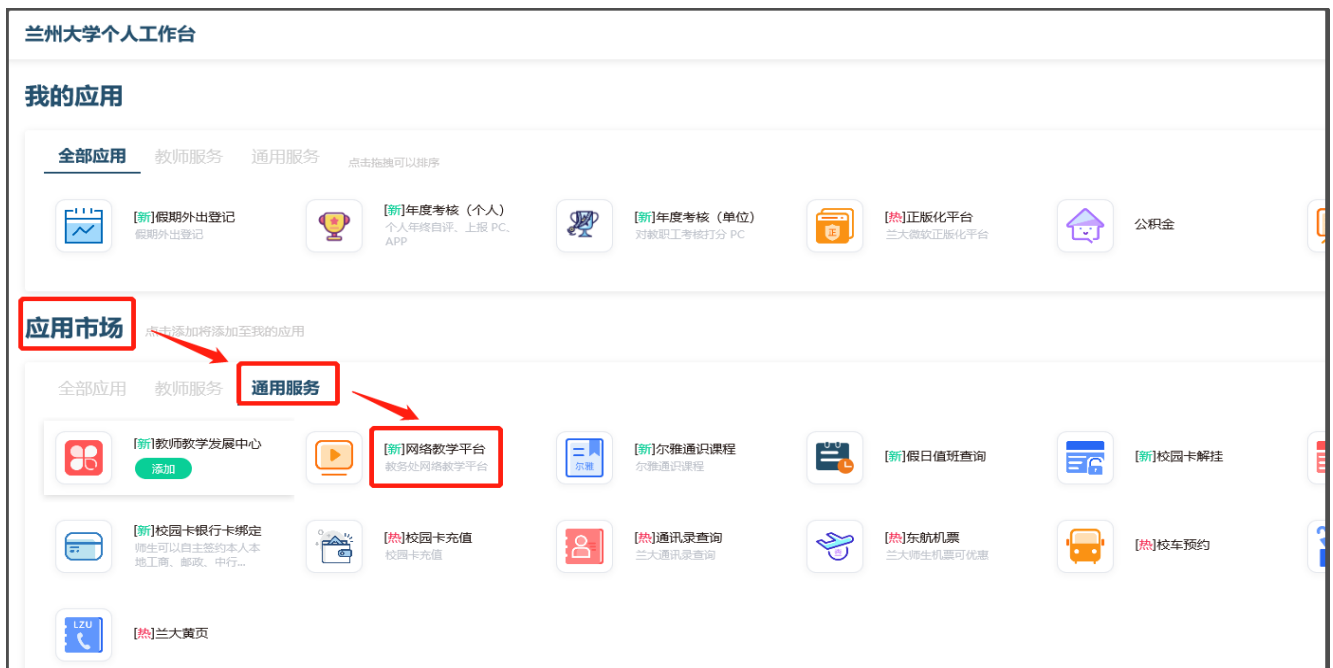 兰州大学个人工作台
我的应用
全部应用 教师服务 通用服务 点击拖拽可以排序
[新]假期外出登记
假期外出登记
[新]年度考核（个人）
个人年终自评、上报 PC、
APP
[新]年度考核（单位）
对教职工考核打分 PC
正
[热]正版化平台
兰大微软正版化平台
公积金
应用市场 点击添加将添加至我的应用
全部应用 教师服务 通用服务
[新]教师教学发展中心
添加
[新]网络教学平台
教务处网络教学平台
尔雅
[新]尔雅通识课程
尔雅通识课程
[新]假日值班查询
[新]校园卡解挂
[新]校园卡银行卡绑定
师生可以自主签约本人本
地工商、邮政、中行...
[热]校园卡充值
校园卡充值
[热]通讯录查询
兰大通讯录查询
[热]东航机票
兰大师生机票可优惠
[热]校车预约
LZU
[热]兰大黄页